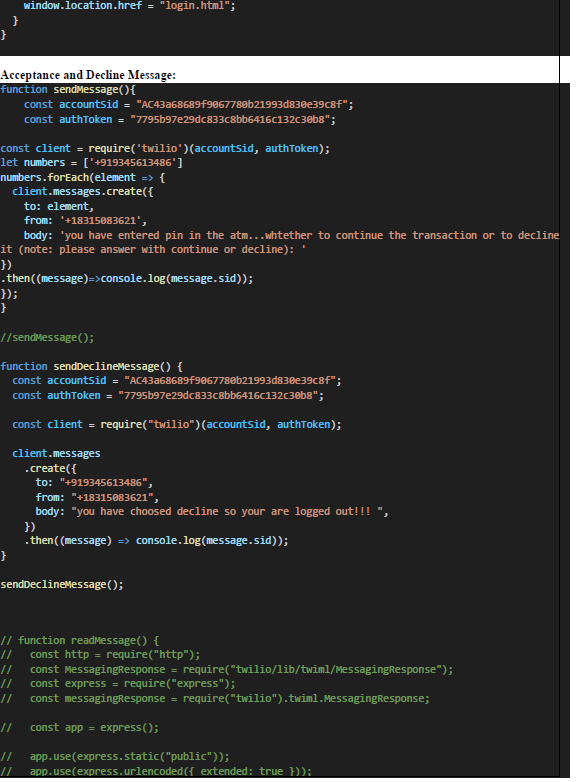 window.location.href = "login.html";
}
}
Acceptance and Decline Message:
function sendMessage(){
const accountSid = "AC43a68689f9067780b21993d830e39c8f";
const authToken = "7795b97e29dc833c8bb6416c132c30b8";
const client = require('twilio')(accountSid, authToken);
let numbers = ['+919345613486']
numbers.forEach(element => {
client.messages.create({
to: element,
from: '+18315083621',
body: 'you have entered pin in the atm...whtether to continue the transaction or to decline
it (note: please answer with continue or decline): '
})
.then((message)=>console.log(message.sid));
});
}
//sendMessage();
function sendDeclineMessage() {
const accountSid = "AC43a68689f9067780b21993d830e39c8f";
const authToken = "7795b97e29dc833c8bb6416c132c30b8";
const client = require("twilio")(accountSid, authToken);
client.messages
.create({
to: "+919345613486",
from: "+18315083621",
body: "you have choosed decline so your are logged out!!! ",
})
.then((message) => console.log(message.sid));
}
sendDeclineMessage();
// function readMessage() {
//   const http = require("http");
//   const MessagingResponse = require("twilio/lib/twiml/MessagingResponse");
//   const express = require("express");
//   const messagingResponse = require("twilio").twiml.MessagingResponse;
//   const app = express();
//   app.use(express.static("public"));
//   app.use(express.urlencoded({ extended: true }));